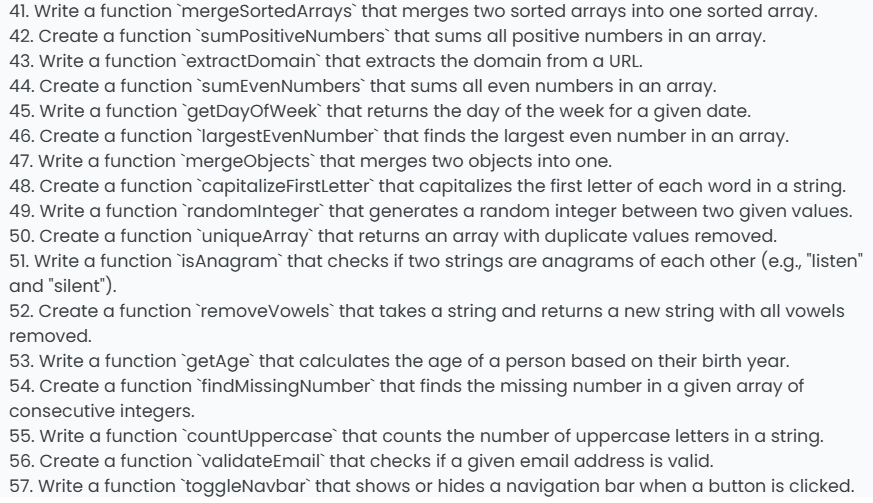 41. Write a function `mergeSortedArrays` that merges two sorted arrays into one sorted array.
42. Create a function `sumPositiveNumbers` that sums all positive numbers in an array.
43. Write a function `extractDomain` that extracts the domain from a URL.
44. Create a function `sumEvenNumbers` that sums all even numbers in an array.
45. Write a function `getDayOfWeek` that returns the day of the week for a given date.
46. Create a function `largestEvenNumber` that finds the largest even number in an array.
47. Write a function `mergeObjects` that merges two objects into one.
48. Create a function `capitalizeFirstLetter` that capitalizes the first letter of each word in a string.
49. Write a function `randomInteger` that generates a random integer between two given values.
50. Create a function `uniqueArray` that returns an array with duplicate values removed.
51. Write a function `isAnagram` that checks if two strings are anagrams of each other (e.g., "listen"
and "silent").
52. Create a function `removeVowels` that takes a string and returns a new string with all vowels
removed.
53. Write a function `getAge` that calculates the age of a person based on their birth year.
54. Create a function `findMissingNumber` that finds the missing number in a given array of
consecutive integers.
55. Write a function `countUppercase` that counts the number of uppercase letters in a string.
56. Create a function `validateEmail` that checks if a given email address is valid.
57. Write a function `toggleNavbar` that shows or hides a navigation bar when a button is clicked.